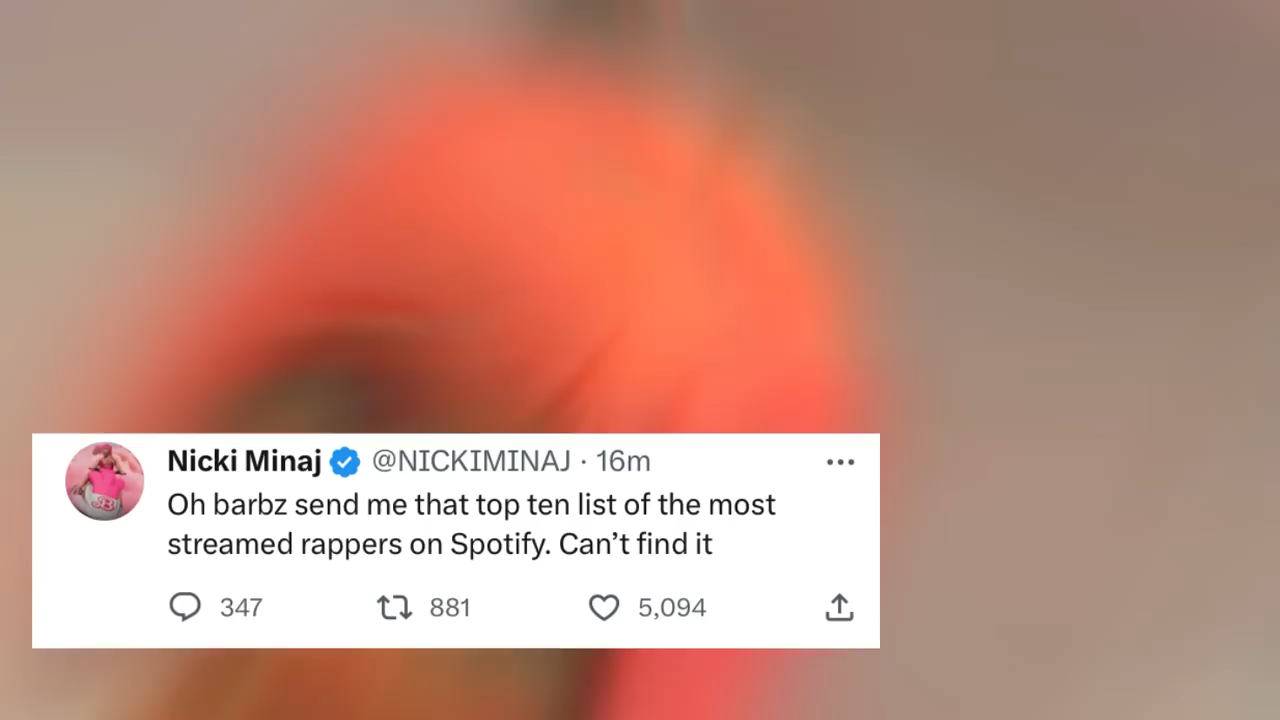 Nicki Minaj @NICKIMINAJ · 16m
Oh barbz send me that top ten list of the most
streamed rappers on Spotify. Can’t find it
347 881 5,094